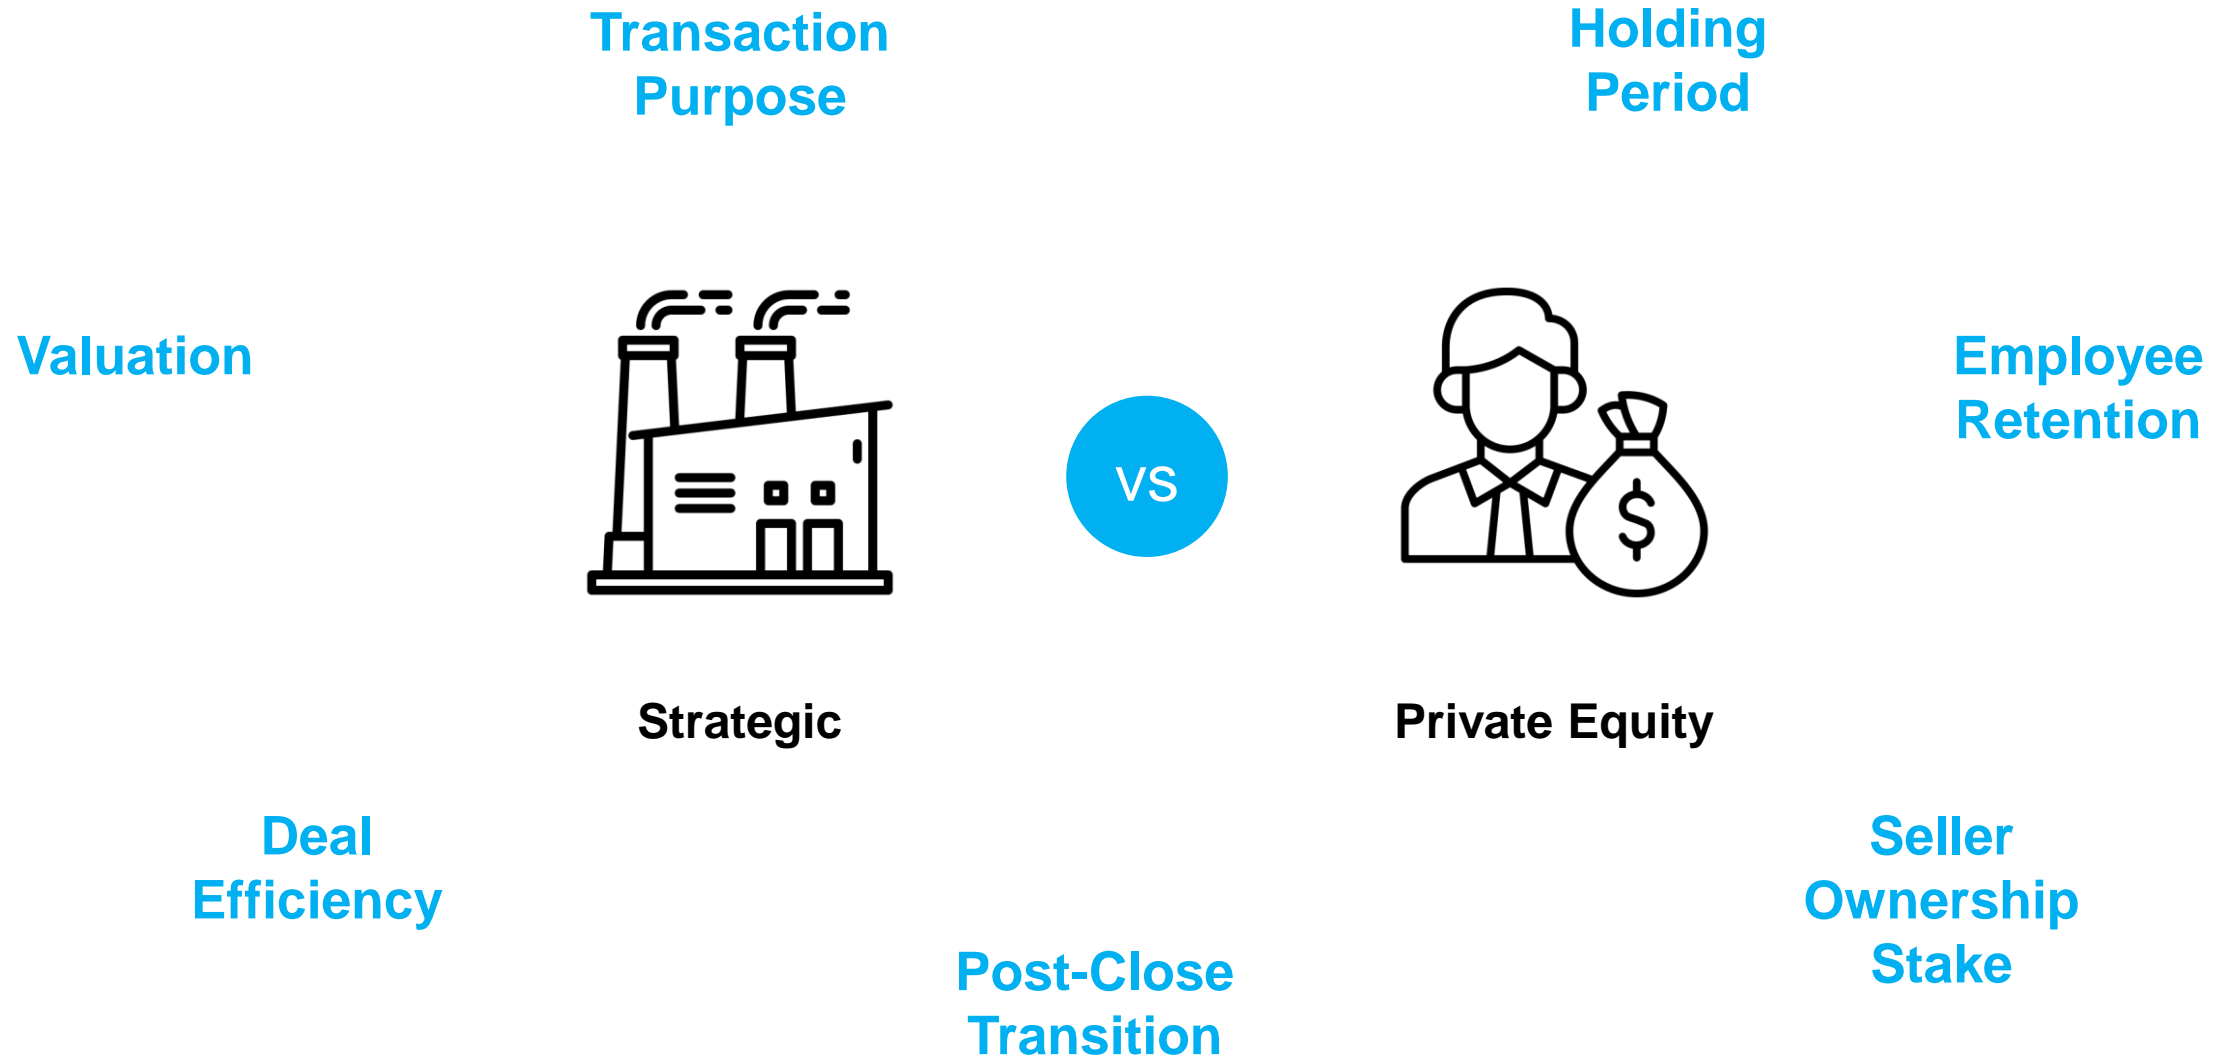 Transaction
Purpose
Holding
Period
Valuation
Employee
Retention
vs
$
Strategic
Private Equity
Deal
Efficiency
Seller
Ownership
Stake
Post-Close
Transition